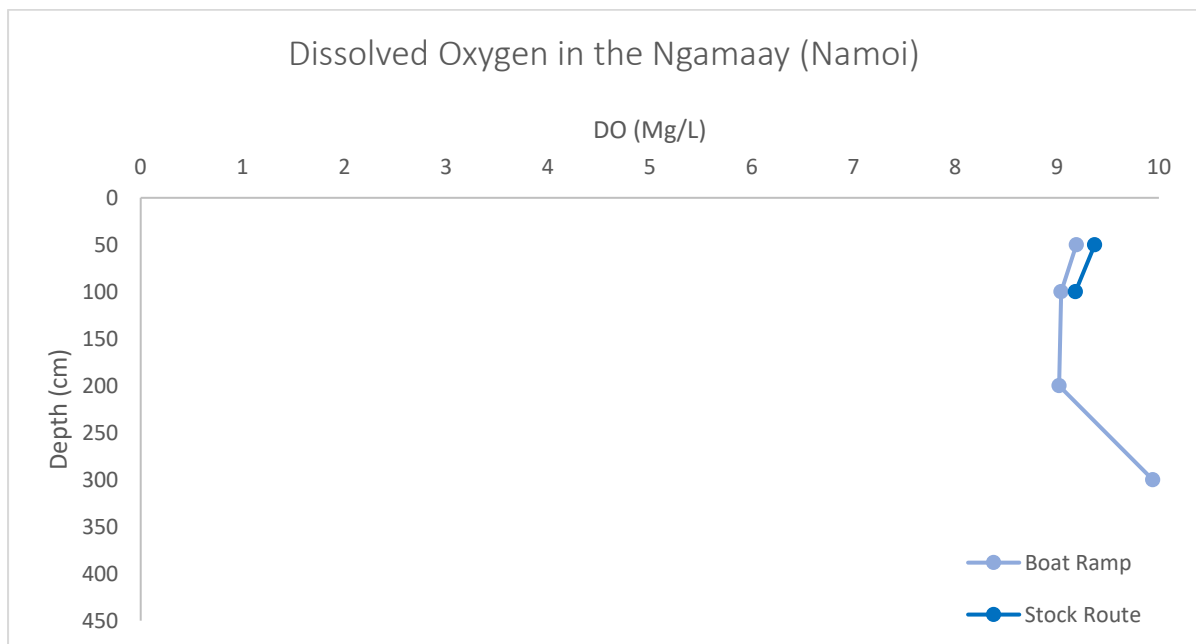 Dissolved Oxygen in the Ngamaay (Namoi)
DO (Mg/L)
0 1 2 3 4 5 6 7 8 9 10
0
50
100
150
200
250
300
350
400
450
Depth (cm)
Boat Ramp
Stock Route